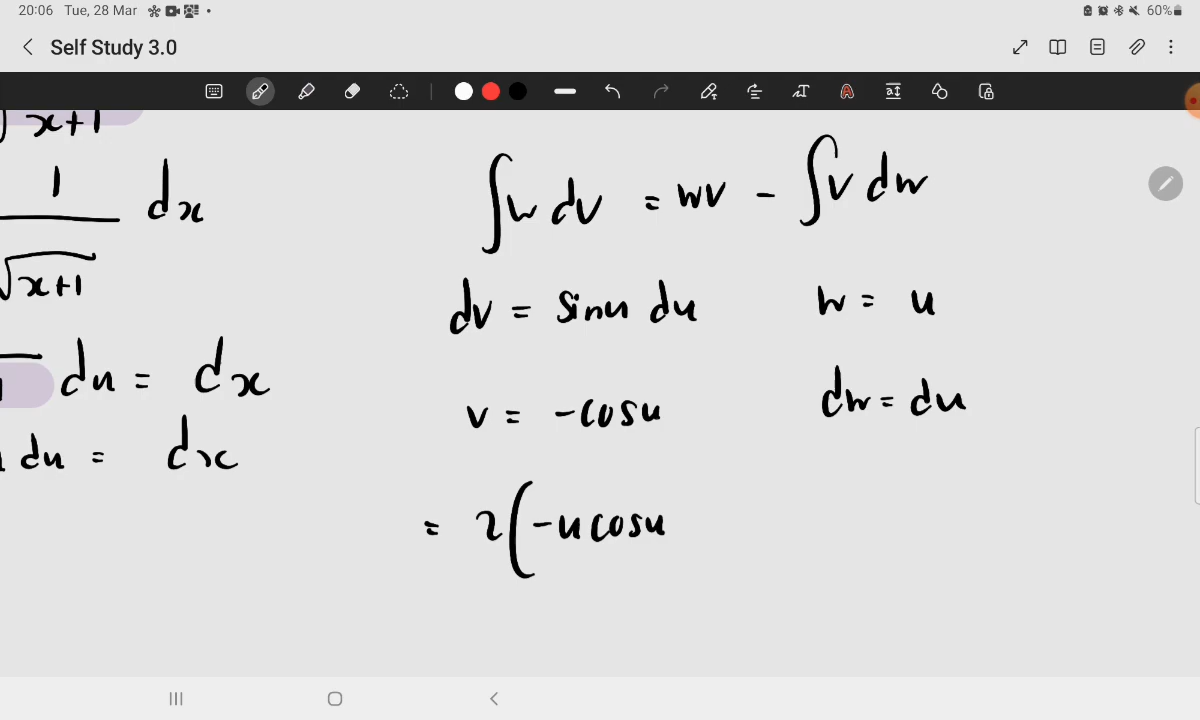 20:06 Tue, 28 Mar
60%
Self Study 3.0
√x+1
1 dx
√x+1
du = dx
du = dx
∫w dv = wv - ∫v dw
dv = sinu du
w = u
v = -cosu
dw = du
= 2(-u cosu